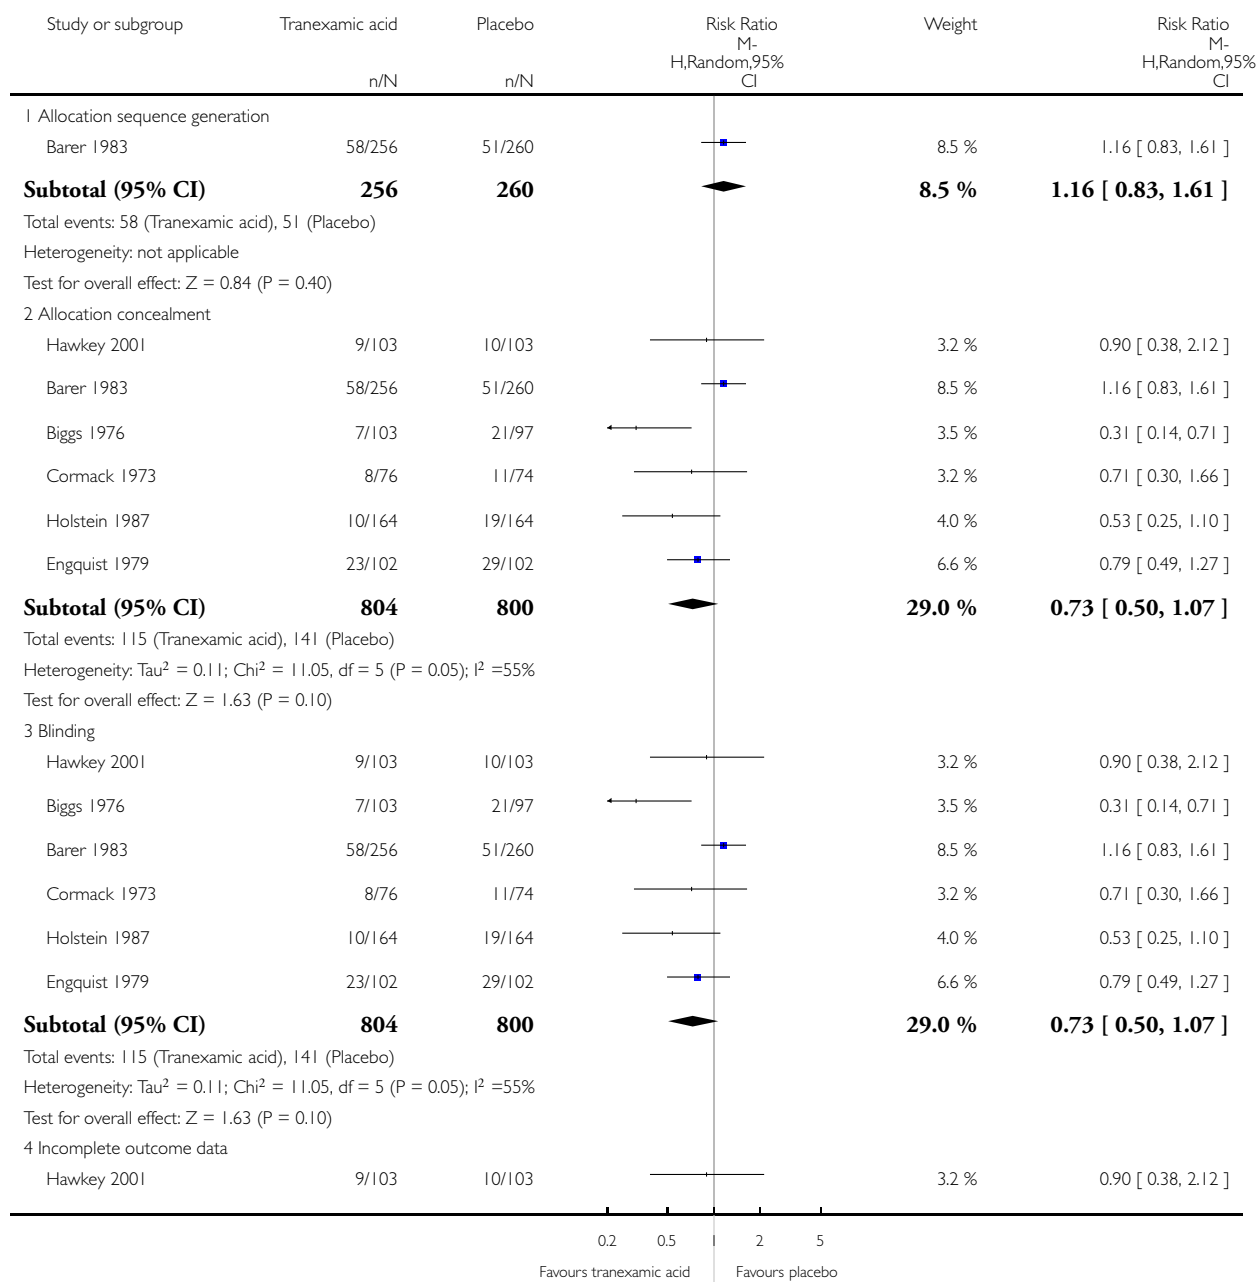 Study or subgroup Tranexamic acid Placebo Risk Ratio Weight Risk Ratio
M- M-
H,Random,95% H,Random,95%
n/N n/N CI CI
1 Allocation sequence generation
Barer 1983 58/256 51/260 8.5 % 1.16 [ 0.83, 1.61 ]
Subtotal (95% CI) 256 260 8.5 % 1.16 [ 0.83, 1.61 ]
Total events: 58 (Tranexamic acid), 51 (Placebo)
Heterogeneity: not applicable
Test for overall effect: Z = 0.84 (P = 0.40)
2 Allocation concealment
Hawkey 2001 9/103 10/103 3.2 % 0.90 [ 0.38, 2.12 ]
Barer 1983 58/256 51/260 8.5 % 1.16 [ 0.83, 1.61 ]
Biggs 1976 7/103 21/97 3.5 % 0.31 [ 0.14, 0.71 ]
Cormack 1973 8/76 11/74 3.2 % 0.71 [ 0.30, 1.66 ]
Holstein 1987 10/164 19/164 4.0 % 0.53 [ 0.25, 1.10 ]
Engquist 1979 23/102 29/102 6.6 % 0.79 [ 0.49, 1.27 ]
Subtotal (95% CI) 804 800 29.0 % 0.73 [ 0.50, 1.07 ]
Total events: 115 (Tranexamic acid), 141 (Placebo)
Heterogeneity: Tau² = 0.11; Chi² = 11.05, df = 5 (P = 0.05); I² =55%
Test for overall effect: Z = 1.63 (P = 0.10)
3 Blinding
Hawkey 2001 9/103 10/103 3.2 % 0.90 [ 0.38, 2.12 ]
Biggs 1976 7/103 21/97 3.5 % 0.31 [ 0.14, 0.71 ]
Barer 1983 58/256 51/260 8.5 % 1.16 [ 0.83, 1.61 ]
Cormack 1973 8/76 11/74 3.2 % 0.71 [ 0.30, 1.66 ]
Holstein 1987 10/164 19/164 4.0 % 0.53 [ 0.25, 1.10 ]
Engquist 1979 23/102 29/102 6.6 % 0.79 [ 0.49, 1.27 ]
Subtotal (95% CI) 804 800 29.0 % 0.73 [ 0.50, 1.07 ]
Total events: 115 (Tranexamic acid), 141 (Placebo)
Heterogeneity: Tau² = 0.11; Chi² = 11.05, df = 5 (P = 0.05); I² =55%
Test for overall effect: Z = 1.63 (P = 0.10)
4 Incomplete outcome data
Hawkey 2001 9/103 10/103 3.2 % 0.90 [ 0.38, 2.12 ]
0.2 0.5 1 2 5
Favours tranexamic acid Favours placebo